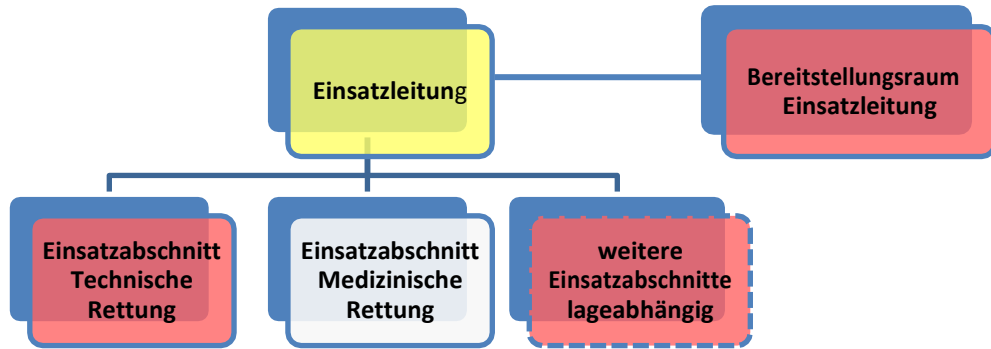 Einsatzleitung
Bereitstellungsraum
Einsatzleitung
Einsatzabschnitt
Technische
Rettung
Einsatzabschnitt
Medizinische
Rettung
weitere
Einsatzabschnitte
lageabhängig